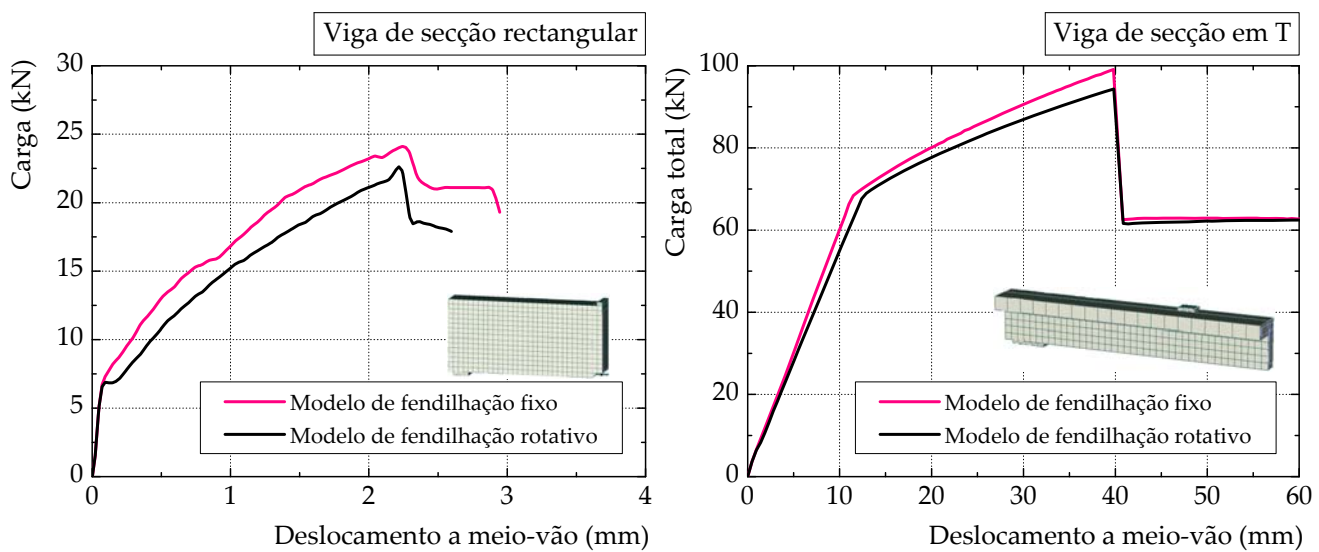 Viga de secção rectangular
Carga (kN)
30
25
20
15
10
5
0
0 1 2 3 4
Deslocamento a meio-vão (mm)
Modelo de fendilhação fixo
Modelo de fendilhação rotativo
Viga de secção em T
Carga total (kN)
100
80
60
40
20
0
0 10 20 30 40 50 60
Deslocamento a meio-vão (mm)
Modelo de fendilhação fixo
Modelo de fendilhação rotativo